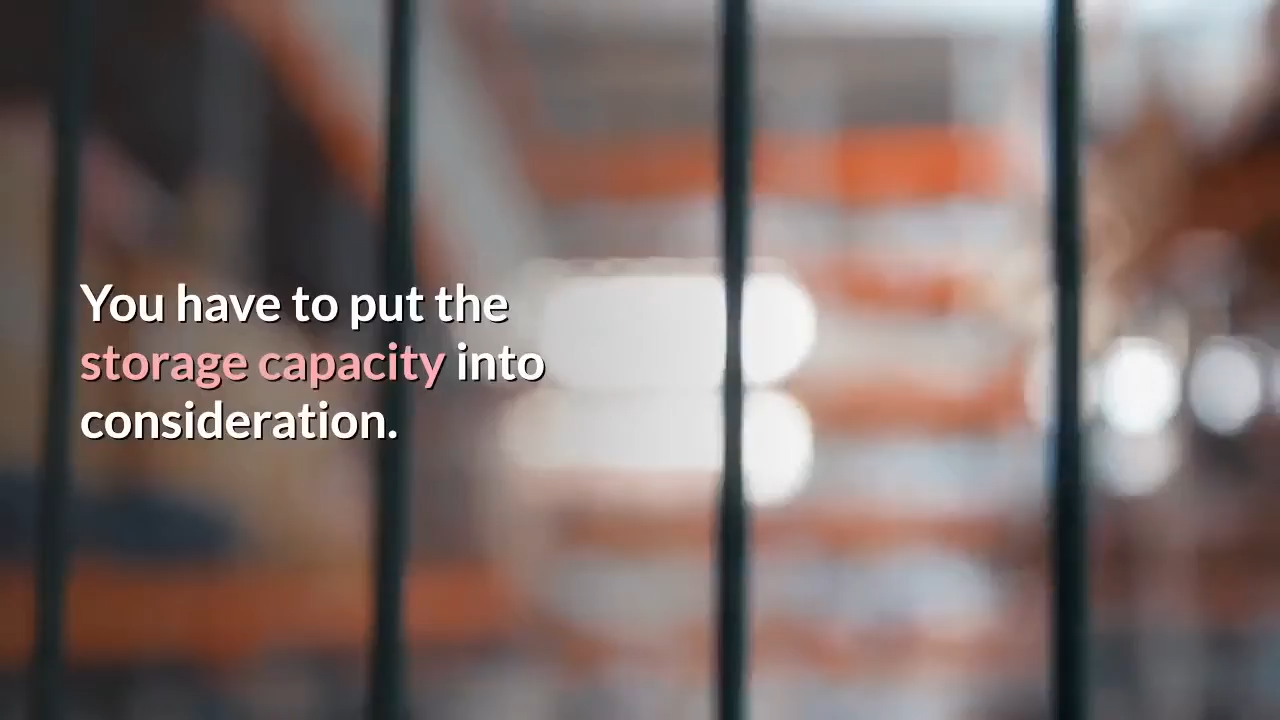 You have to put the
storage capacity into
consideration.